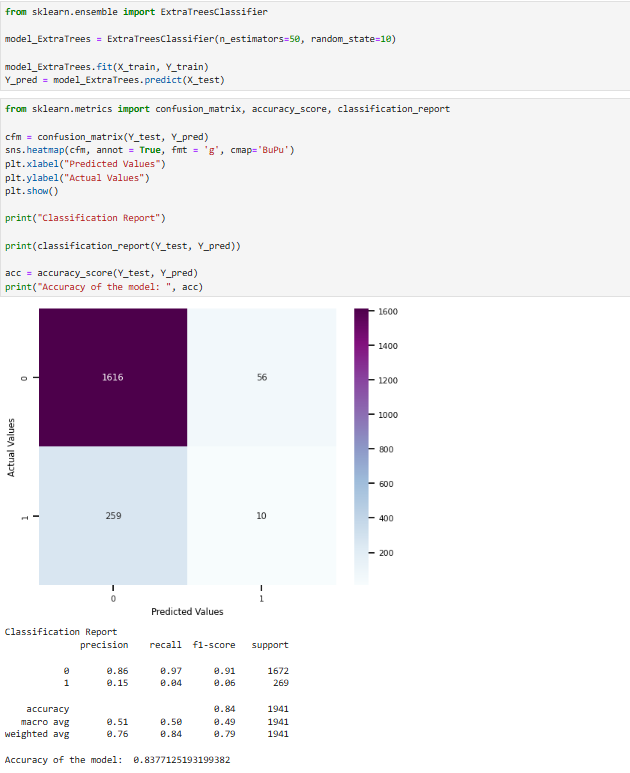 from sklearn.ensemble import ExtraTreesClassifier
model_ExtraTrees = ExtraTreesClassifier(n_estimators=50, random_state=10)
model_ExtraTrees.fit(X_train, Y_train)
Y_pred = model_ExtraTrees.predict(X_test)
from sklearn.metrics import confusion_matrix, accuracy_score, classification_report
cfm = confusion_matrix(Y_test, Y_pred)
sns.heatmap(cfm, annot = True, fmt = 'g', cmap='BuPu')
plt.xlabel("Predicted Values")
plt.ylabel("Actual Values")
plt.show()
print("Classification Report")
print(classification_report(Y_test, Y_pred))
acc = accuracy_score(Y_test, Y_pred)
print("Accuracy of the model: ", acc)
1600
1400
1200
1000
800
600
400
200
Actual Values
0
1616
56
1
259
10
0
1
Predicted Values
Classification Report
precision recall f1-score support
0 0.86 0.97 0.91 1672
1 0.15 0.04 0.06 269
accuracy 0.84 1941
macro avg 0.51 0.50 0.49 1941
weighted avg 0.76 0.84 0.79 1941
Accuracy of the model: 0.8377125193199382